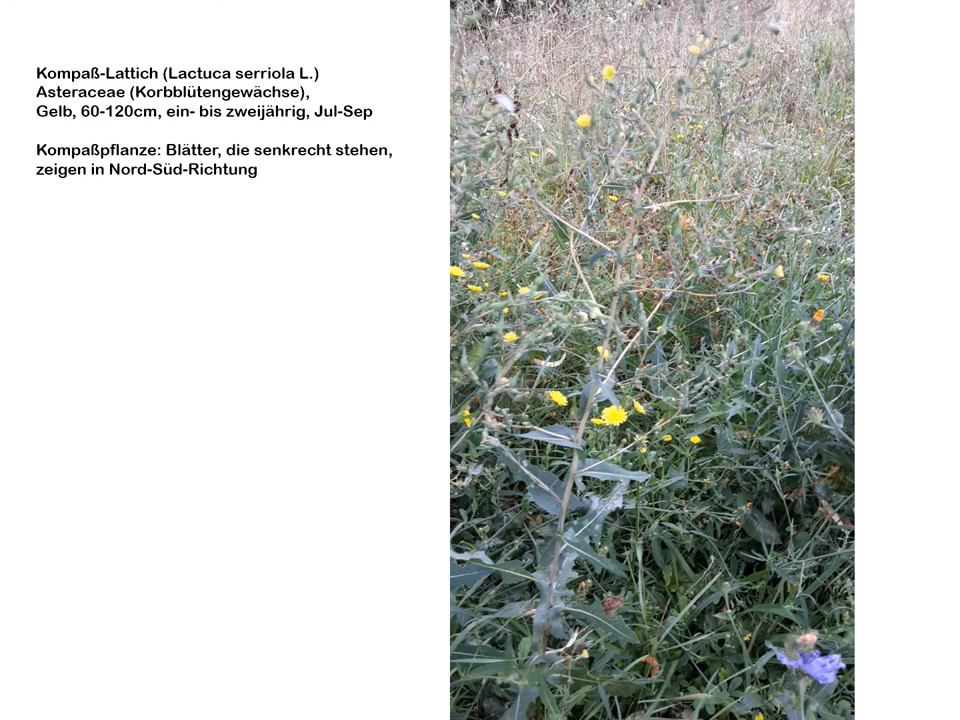 Kompaß-Lattich (Lactuca serriola L.)
Asteraceae (Korbblütengewächse),
Gelb, 60-120cm, ein- bis zweijährig, Jul-Sep
Kompaßpflanze: Blätter, die senkrecht stehen,
zeigen in Nord-Süd-Richtung